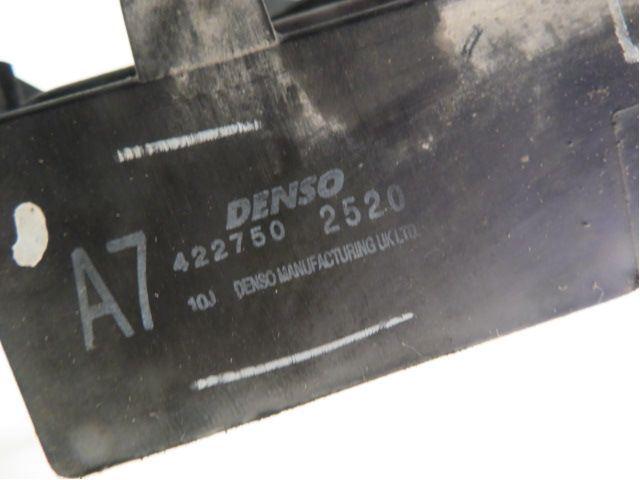 DENSO
A7 422750 2520
10J DENSO MANUFACTURING UK LTD.